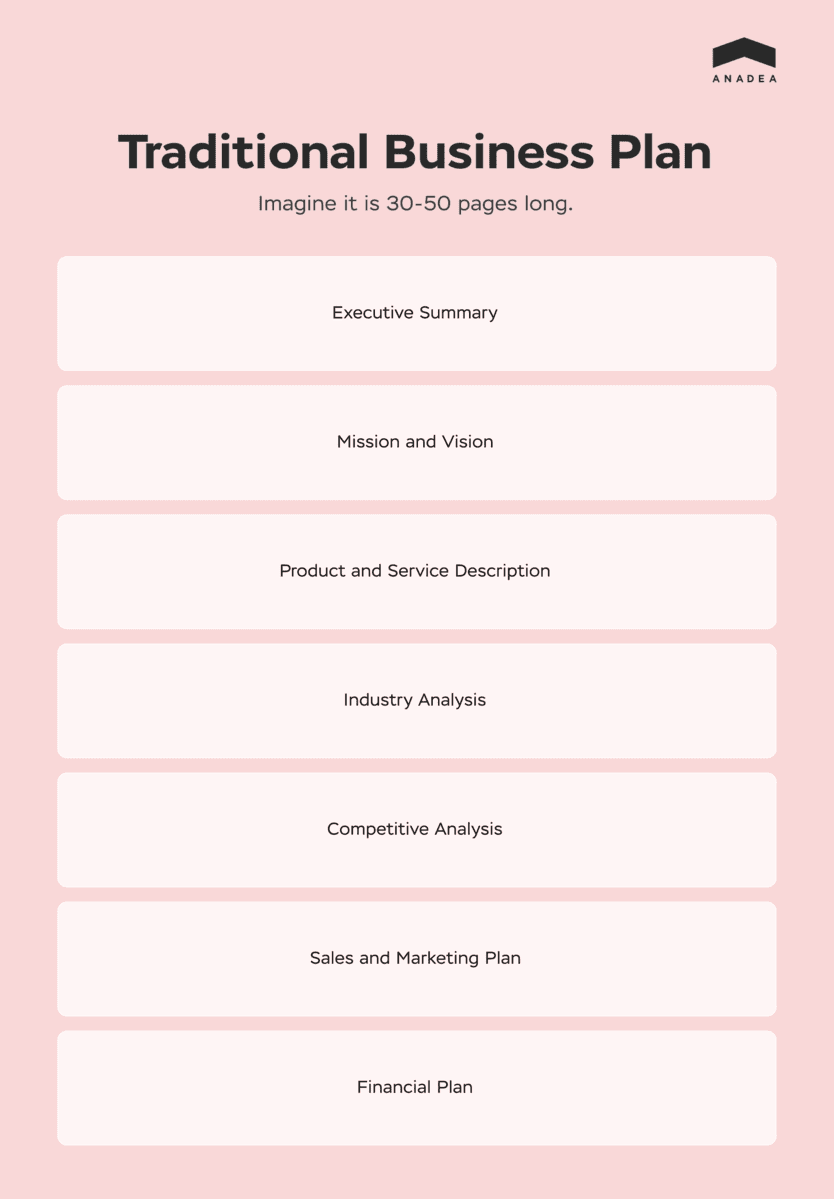 ANADEA
Traditional Business Plan
Imagine it is 30-50 pages long.
Executive Summary
Mission and Vision
Product and Service Description
Industry Analysis
Competitive Analysis
Sales and Marketing Plan
Financial Plan